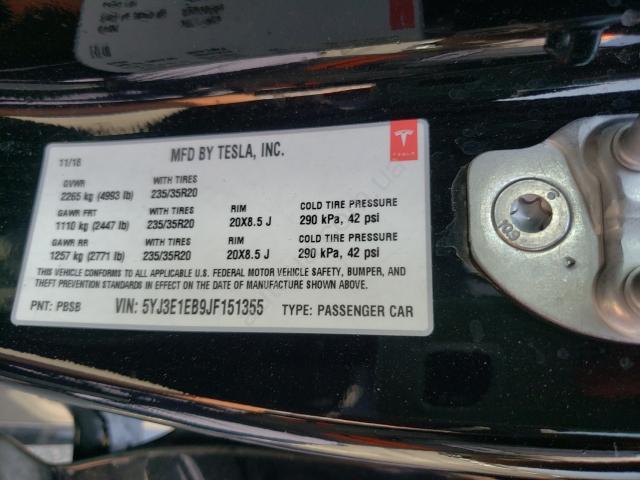 11/18 MFD BY TESLA, INC. TESLA
GVWR WITH TIRES
2265 kg (4993 lb) 235/35R20
GAWR FRT WITH TIRES RIM COLD TIRE PRESSURE
1110 kg (2447 lb) 235/35R20 20X8.5 J 290 kPa, 42 psi
GAWR RR WITH TIRES RIM COLD TIRE PRESSURE
1257 kg (2771 lb) 235/35R20 20X8.5 J 290 kPa, 42 psi
THIS VEHICLE CONFORMS TO ALL APPLICABLE U.S. FEDERAL MOTOR VEHICLE SAFETY, BUMPER, AND
THEFT PREVENTION STANDARDS IN EFFECT ON THE DATE OF MANUFACTURE SHOWN ABOVE.
PNT: PBSB VIN: 5YJ3E1EB9JF151355 TYPE: PASSENGER CAR